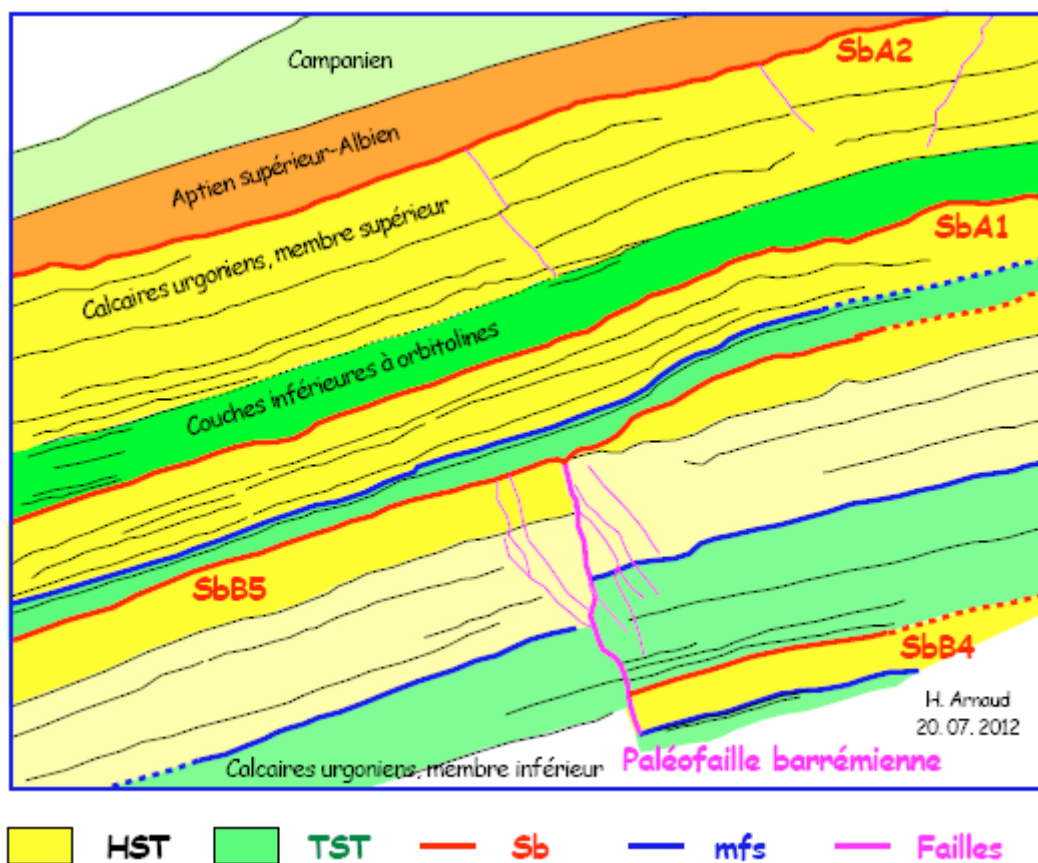 Campanien
SbA2
Aptien supérieur-Albien
Calcaires urgoniens, membre supérieur
SbA1
Couches inférieures à orbitolines
SbB5
SbB4
H. Arnaud
20. 07. 2012
Calcaires urgoniens, membre inférieur
Paléofaille barrémienne
HST TST Sb mfs Failles